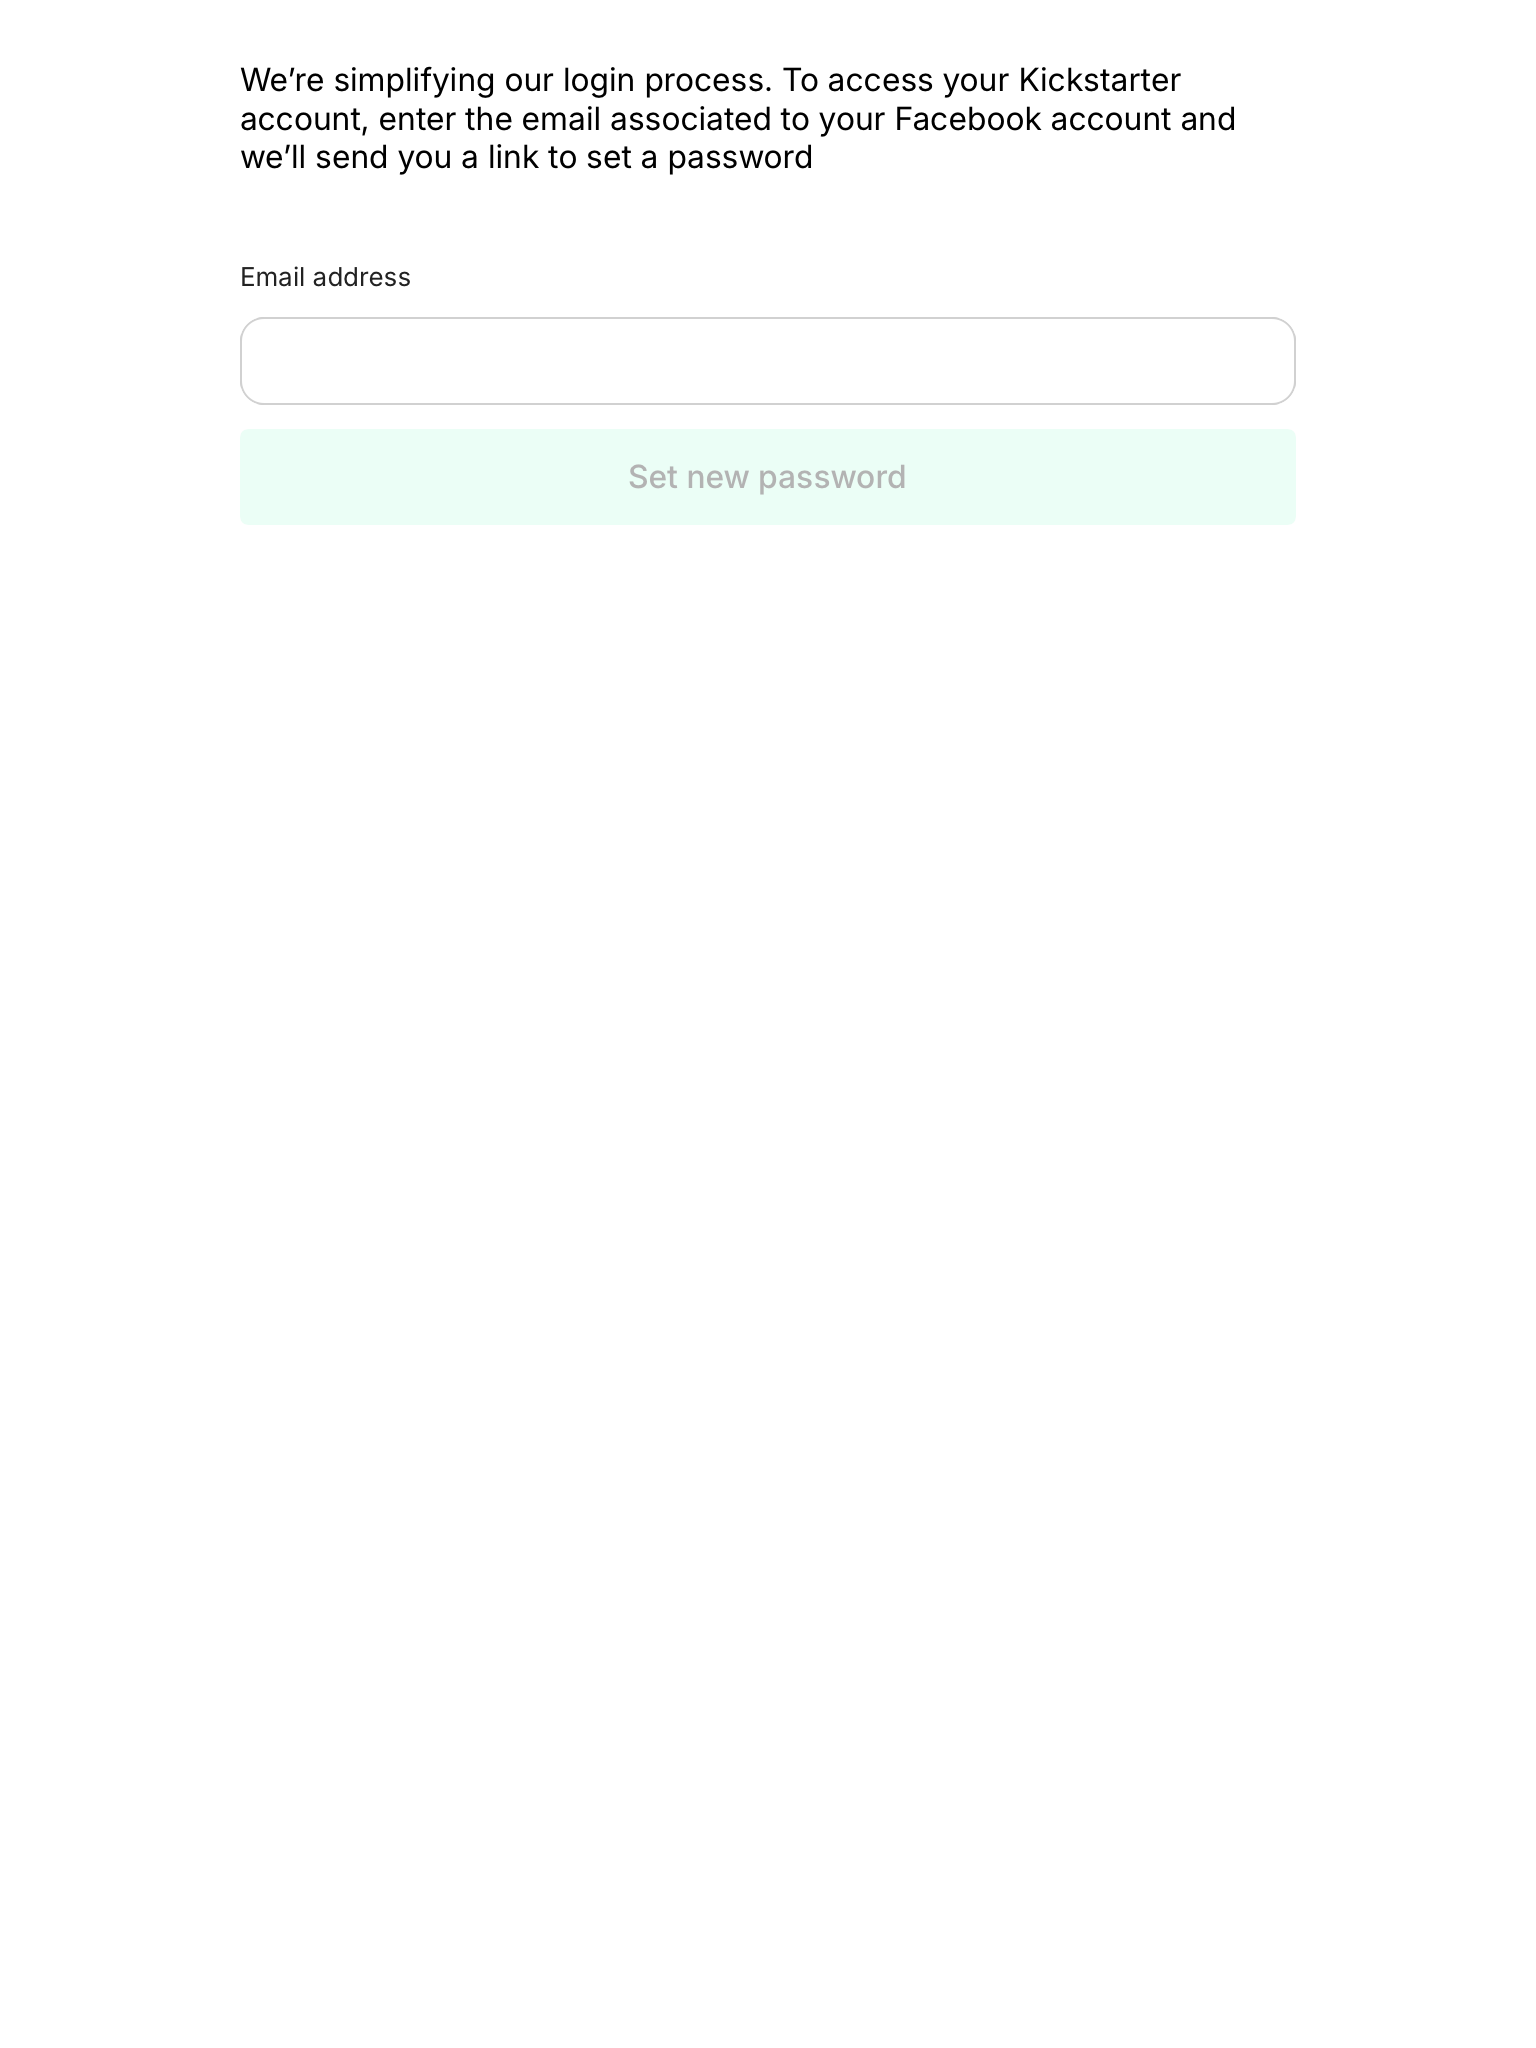 We’re simplifying our login process. To access your Kickstarter
account, enter the email associated to your Facebook account and
we’ll send you a link to set a password
Email address
Set new password